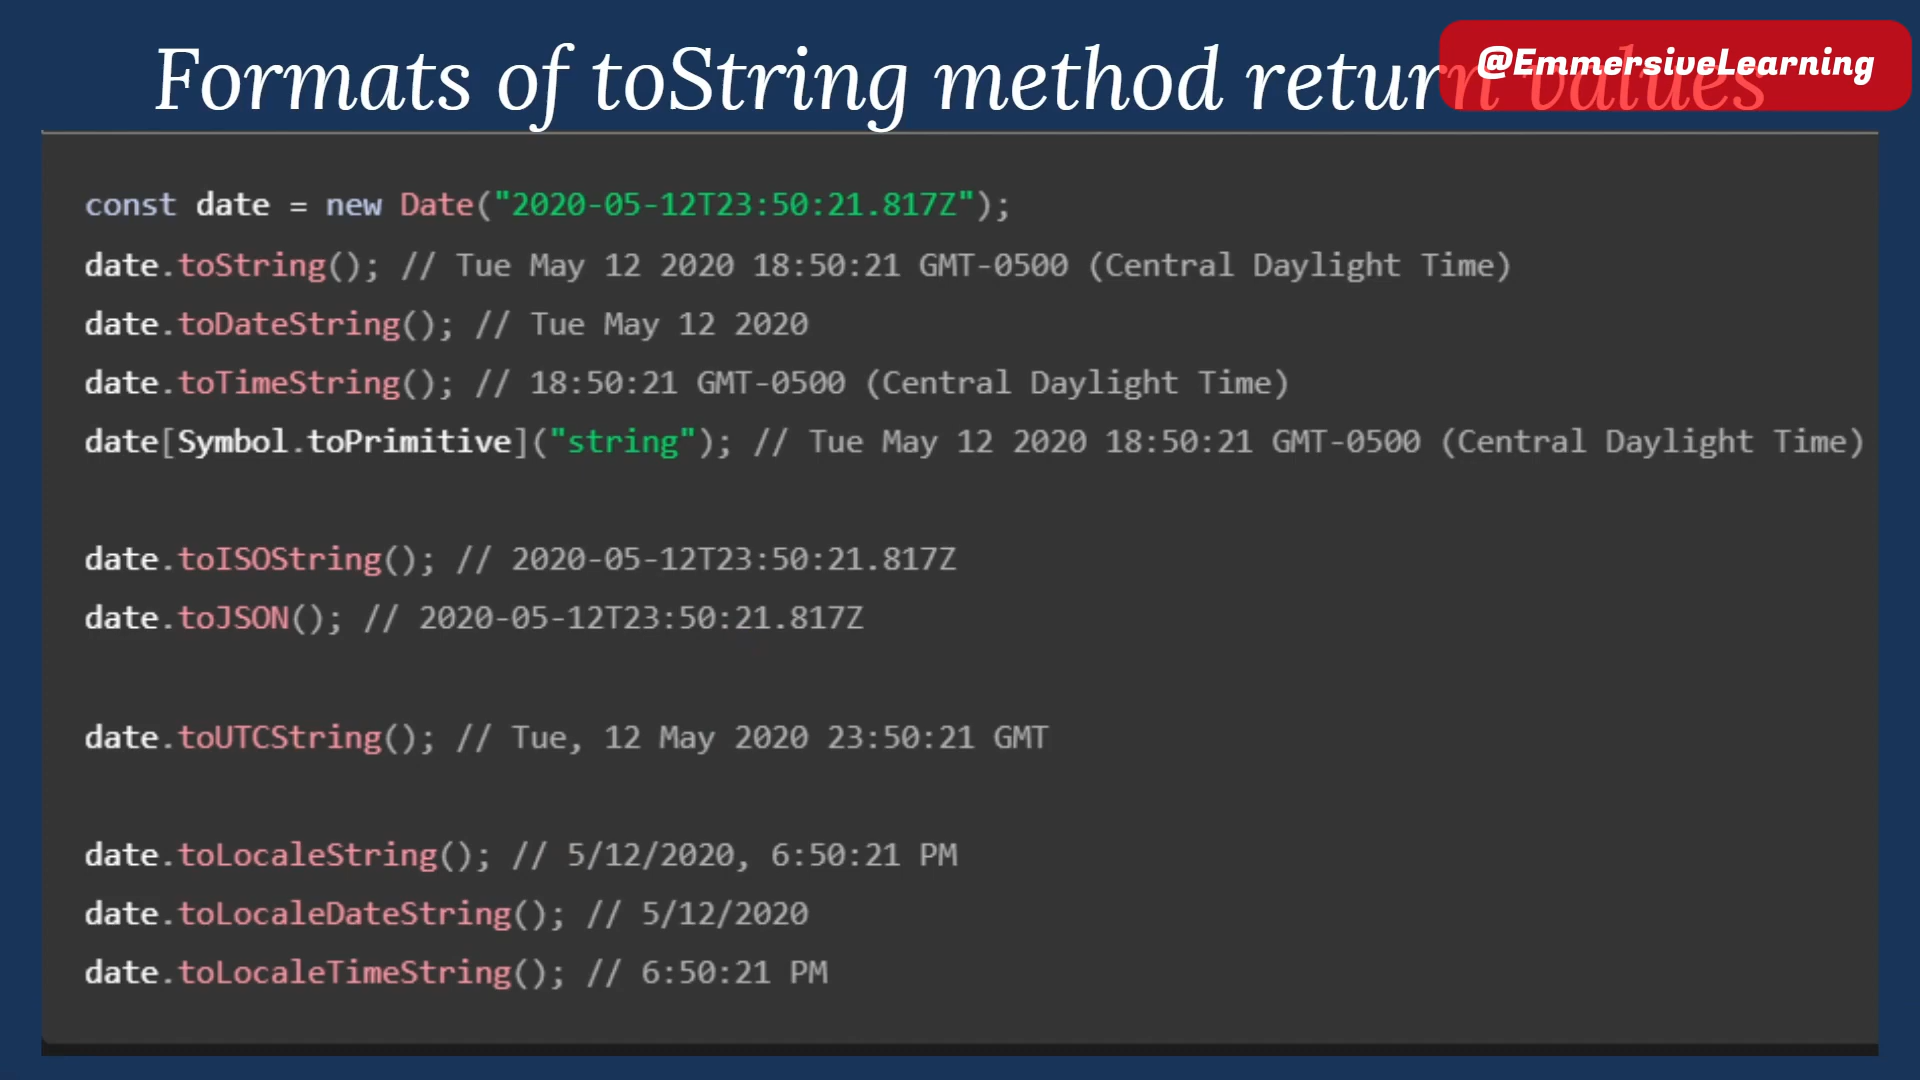 Formats of toString method return values
@EmmersiveLearning
const date = new Date("2020-05-12T23:50:21.817Z");
date.toString(); // Tue May 12 2020 18:50:21 GMT-0500 (Central Daylight Time)
date.toDateString(); // Tue May 12 2020
date.toTimeString(); // 18:50:21 GMT-0500 (Central Daylight Time)
date[Symbol.toPrimitive]("string"); // Tue May 12 2020 18:50:21 GMT-0500 (Central Daylight Time)
date.toISOString(); // 2020-05-12T23:50:21.817Z
date.toJSON(); // 2020-05-12T23:50:21.817Z
date.toUTCString(); // Tue, 12 May 2020 23:50:21 GMT
date.toLocaleString(); // 5/12/2020, 6:50:21 PM
date.toLocaleDateString(); // 5/12/2020
date.toLocaleTimeString(); // 6:50:21 PM